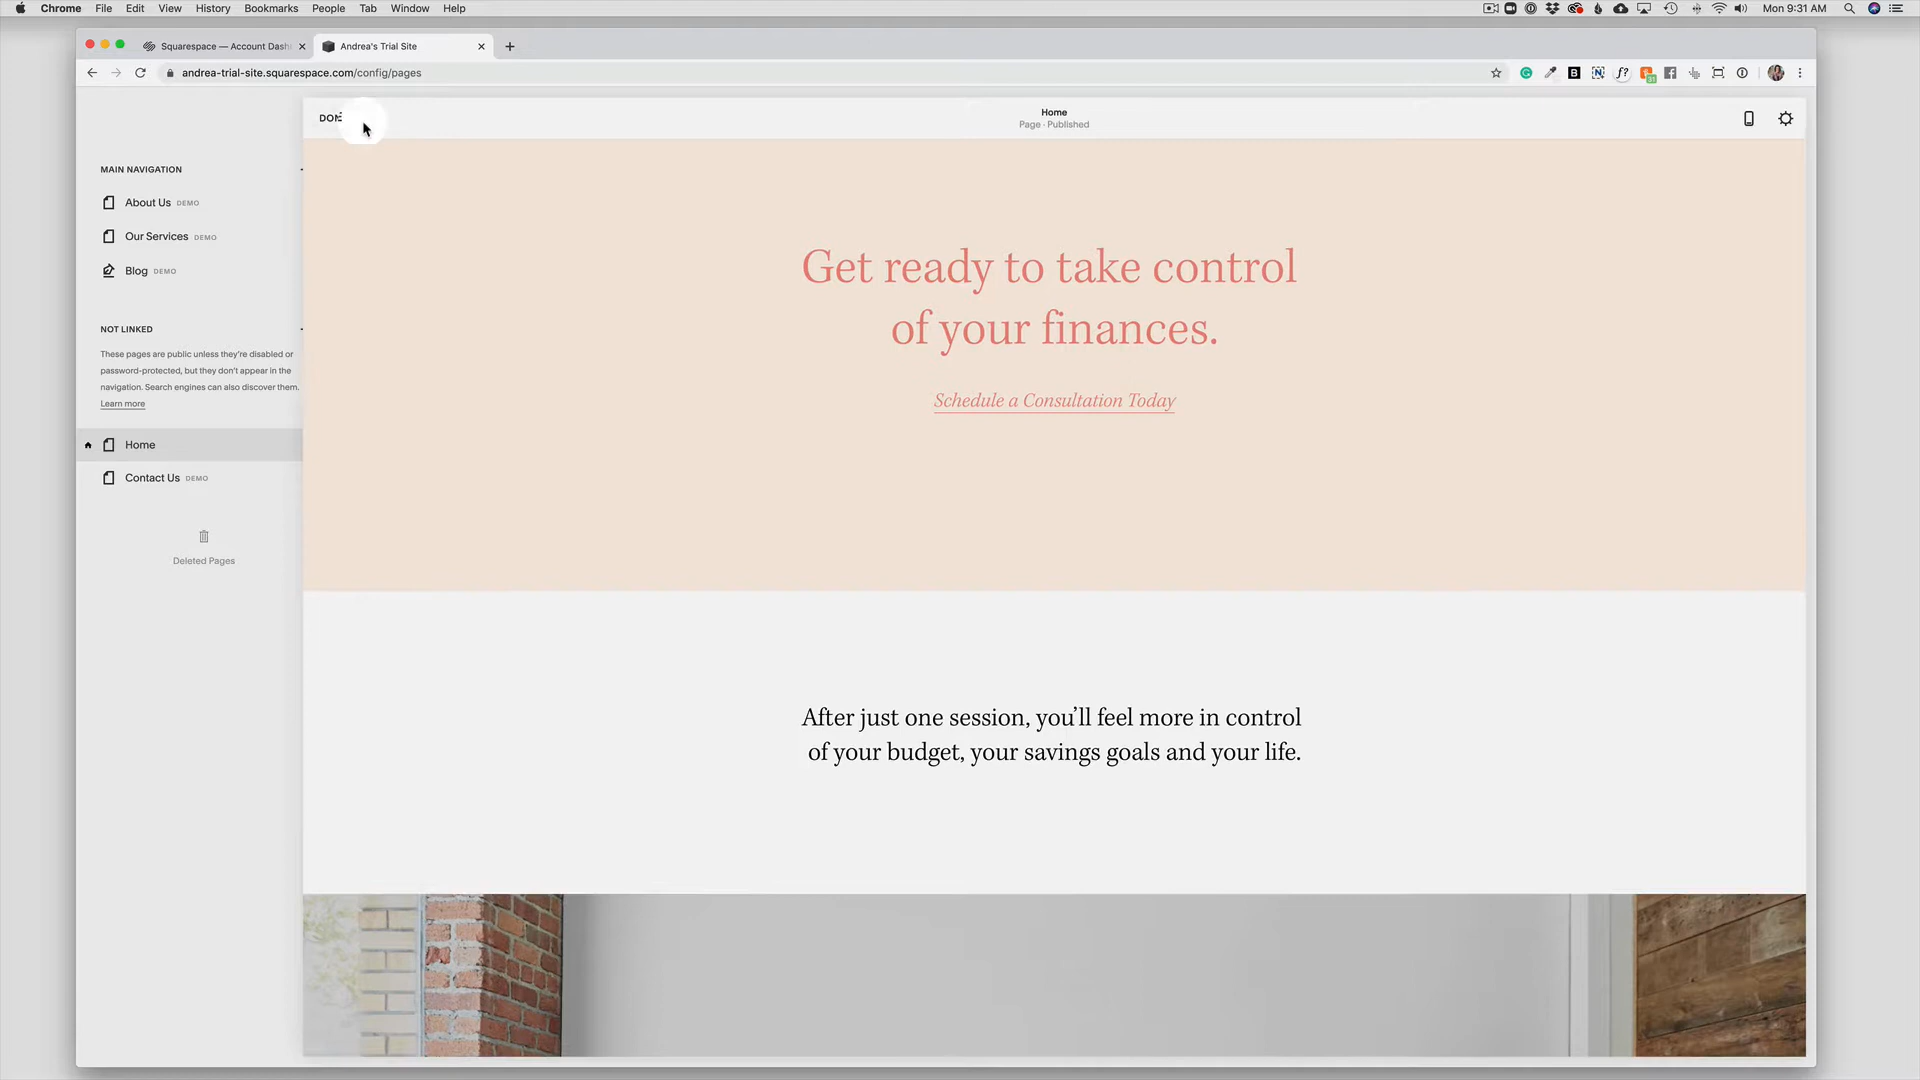 Chrome File Edit View History Bookmarks People Tab Window Help
Mon 9:31 AM
Squarespace — Account Dash
Andrea's Trial Site
andrea-trial-site.squarespace.com/config/pages
Home
Page · Published
MAIN NAVIGATION
About Us DEMO
Our Services DEMO
Blog DEMO
NOT LINKED
These pages are public unless they're disabled or
password-protected, but they don't appear in the
navigation. Search engines can also discover them.
Learn more
Home
Contact Us DEMO
Deleted Pages
Get ready to take control
of your finances.
Schedule a Consultation Today
After just one session, you'll feel more in control
of your budget, your savings goals and your life.